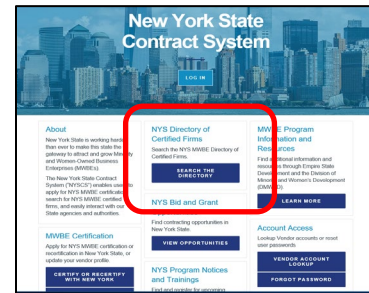 New York State
Contract System
LOG IN
About
New York State is working harder
than ever to make this state the
gateway to attract and grow Minority
and Women-Owned Business
Enterprises (MWBEs).
The New York State Contract
System ("NYSCS") enables users to
apply for NYS MWBE certification,
search for NYS MWBE certified
firms, and easily interact with our
State agencies and authorities.
MWBE Certification
Apply for NYS MWBE certification or
recertification in New York State, or
update your vendor profile.
CERTIFY OR RECERTIFY
WITH NEW YORK
NYS Directory of
Certified Firms
Search the NYS MWBE Directory of
Certified Firms.
SEARCH THE
DIRECTORY
NYS Bid and Grant
Find contracting opportunities in
New York State.
VIEW OPPORTUNITIES
NYS Program Notices
and Trainings
Find and register for upcoming
MWBE Program
Information and
Resources
Find additional information and
resources through Empire State
Development and the Division of
Minority and Women's Development
LEARN MORE
Account Access
Lookup Vendor accounts or reset
user passwords
VENDOR ACCOUNT
LOOKUP
FORGOT PASSWORD